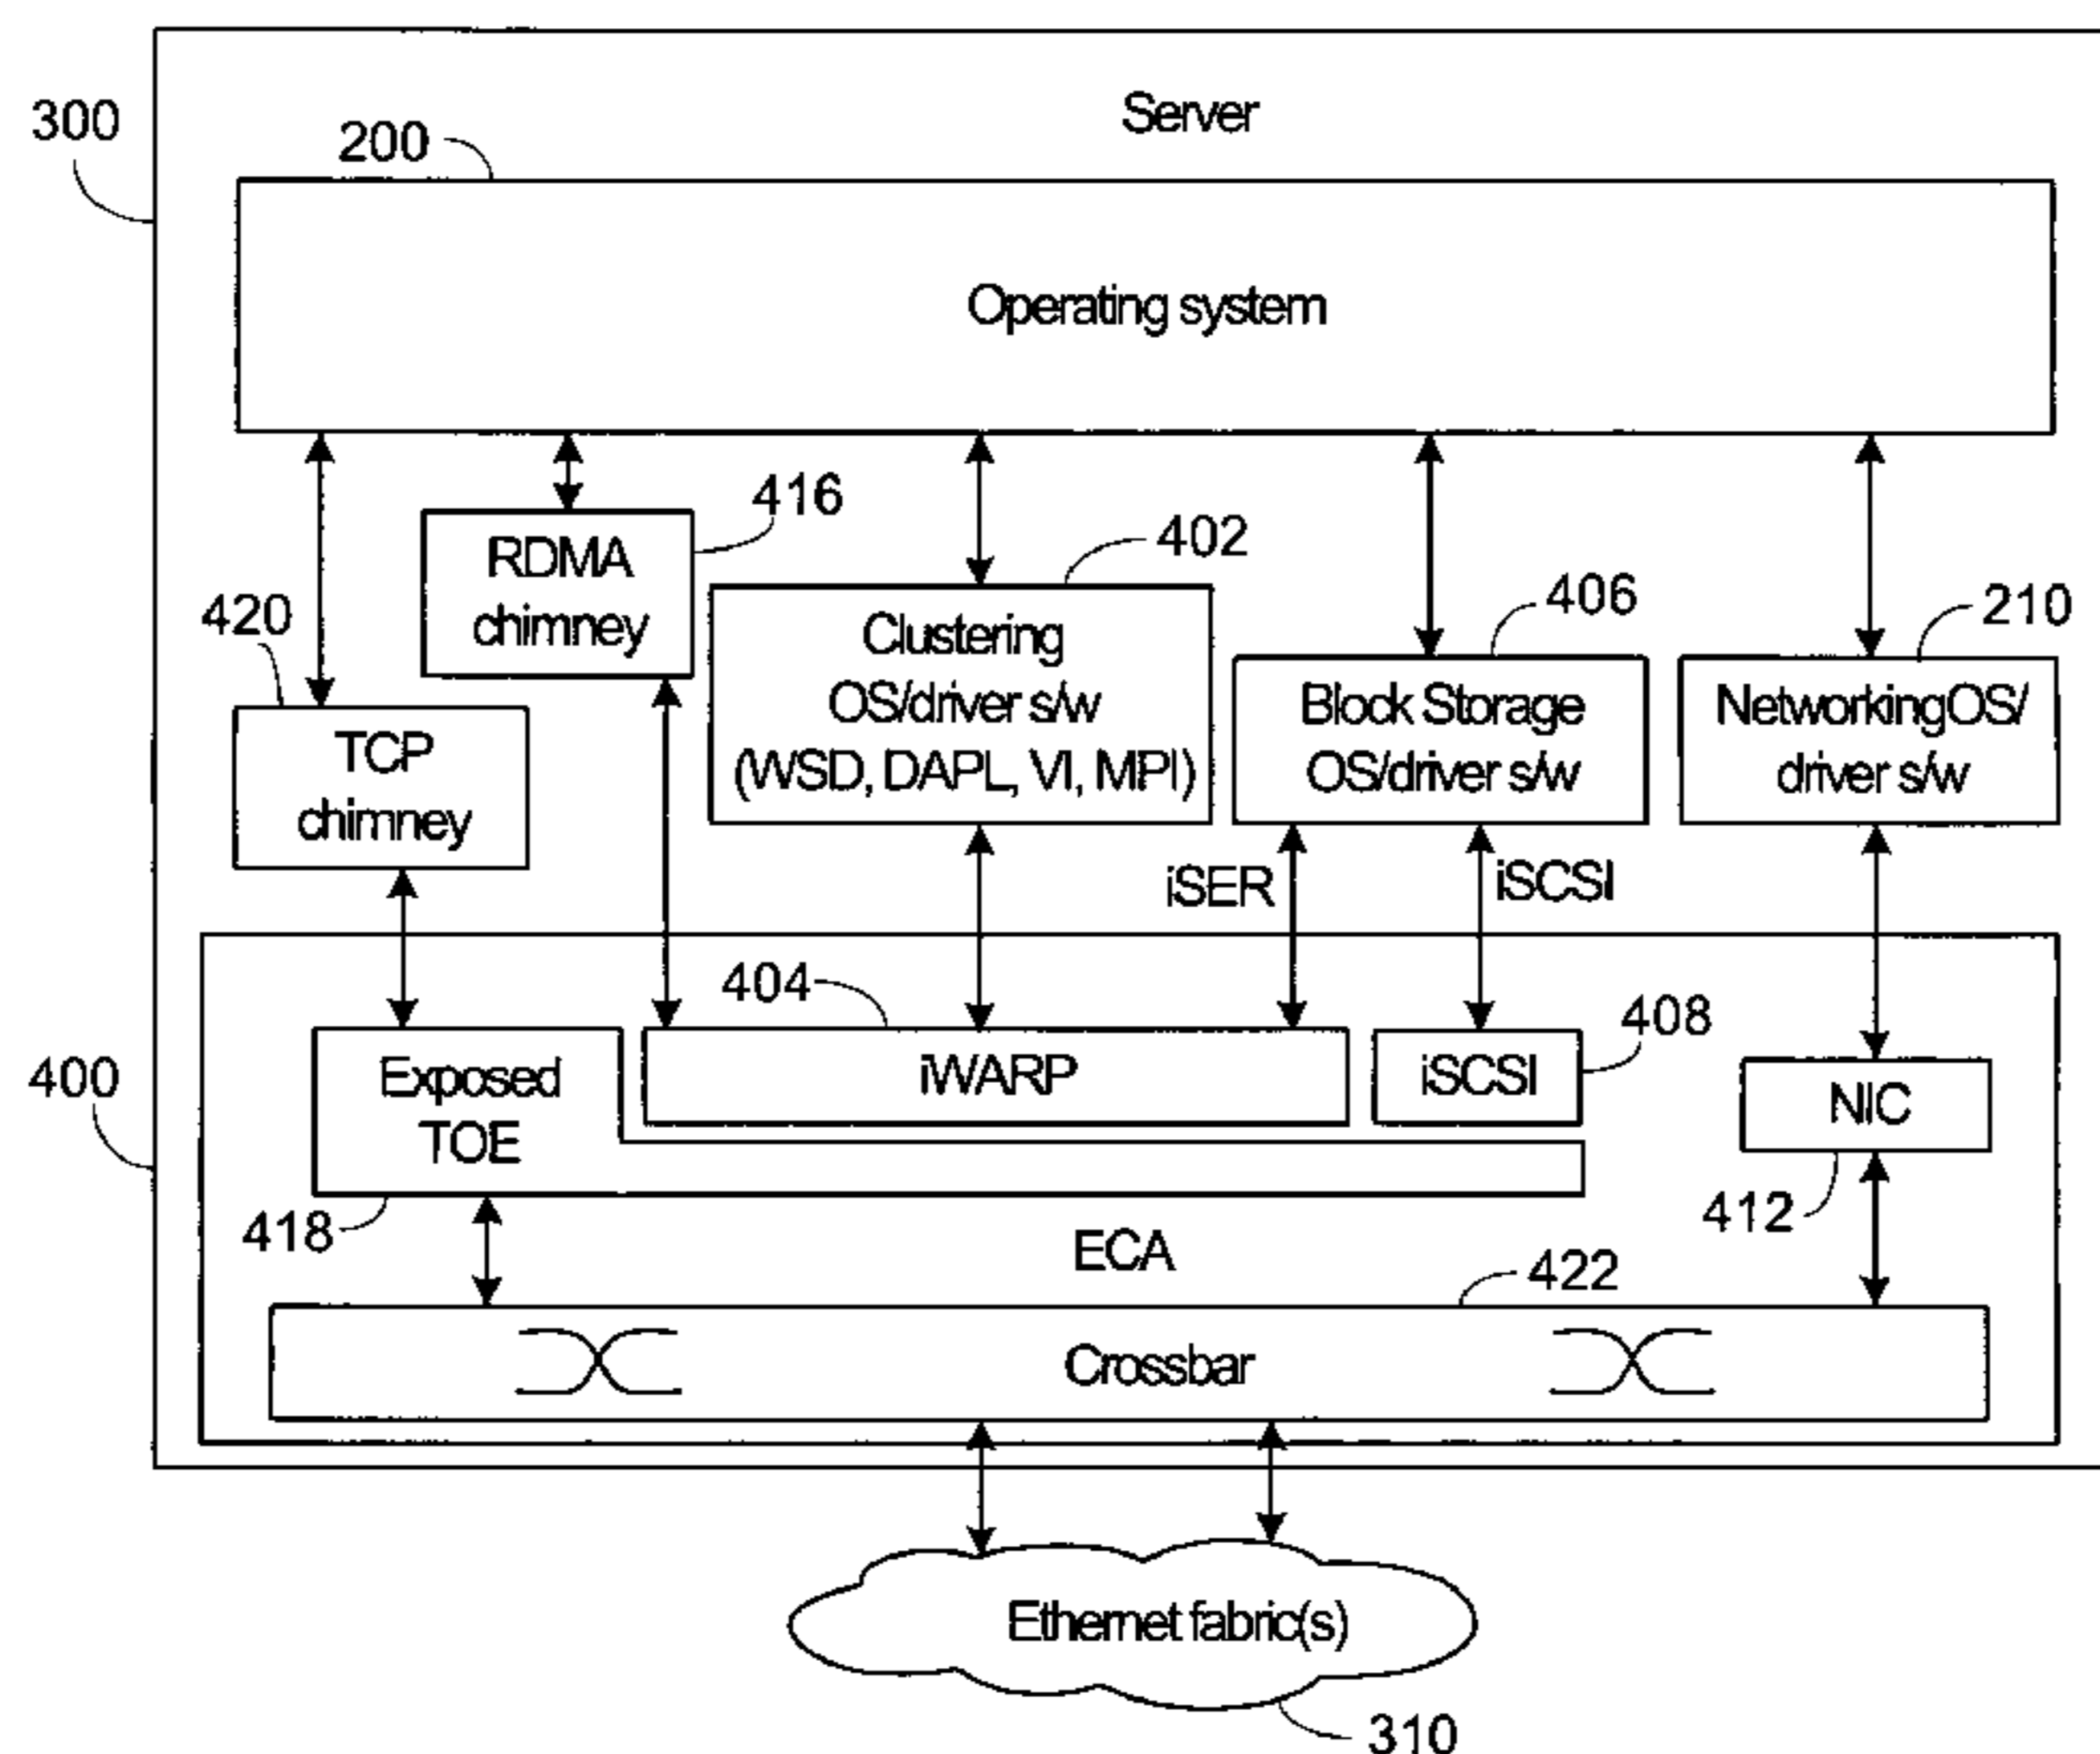 Server
300
200
Operating system
416
RDMA
chimney
402
Clustering
OS/driver s/w
(WSD, DAPL, VI, MPI)
406
Block Storage
OS/driver s/w
210
NetworkingOS/
driver s/w
420
TCP
chimney
iSER
iSCSI
404
408
400
Exposed
TOE
iWARP
iSCSI
NIC
418
412
ECA
422
Crossbar
Ethernet fabric(s)
310